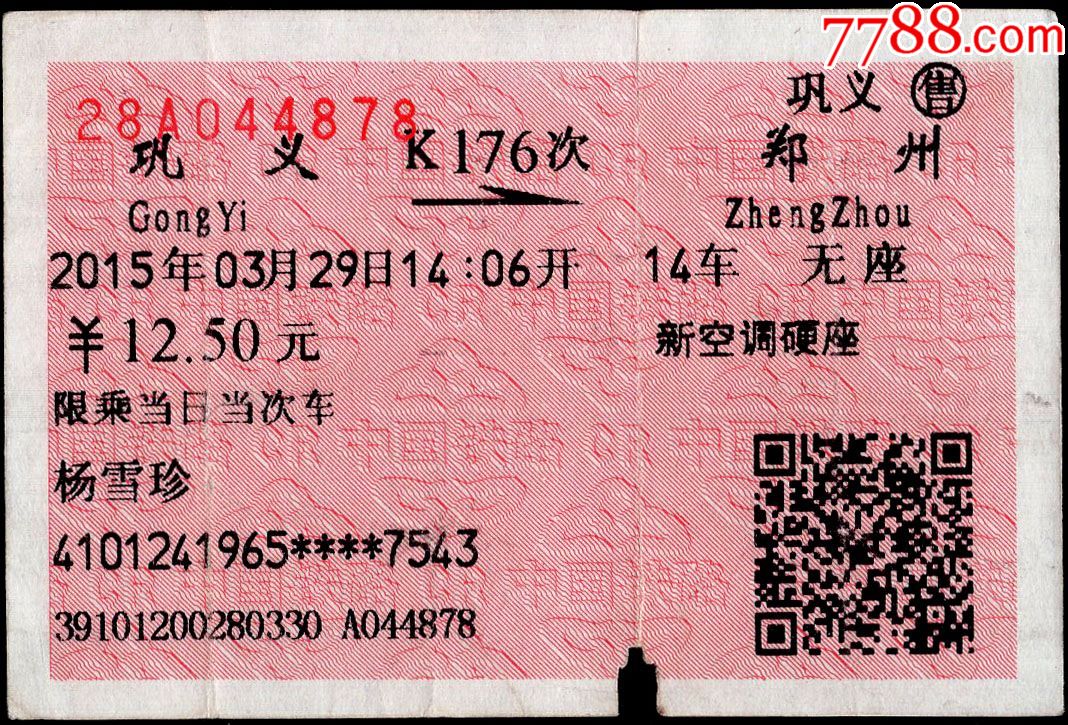 7788.com
巩义 售
28A044878
巩义 K176次 郑州
GongYi ZhengZhou
2015年03月29日14:06开 14车 无座
¥12.50元 新空调硬座
限乘当日当次车
杨雪珍
4101241965****7543
39101200280330 A044878